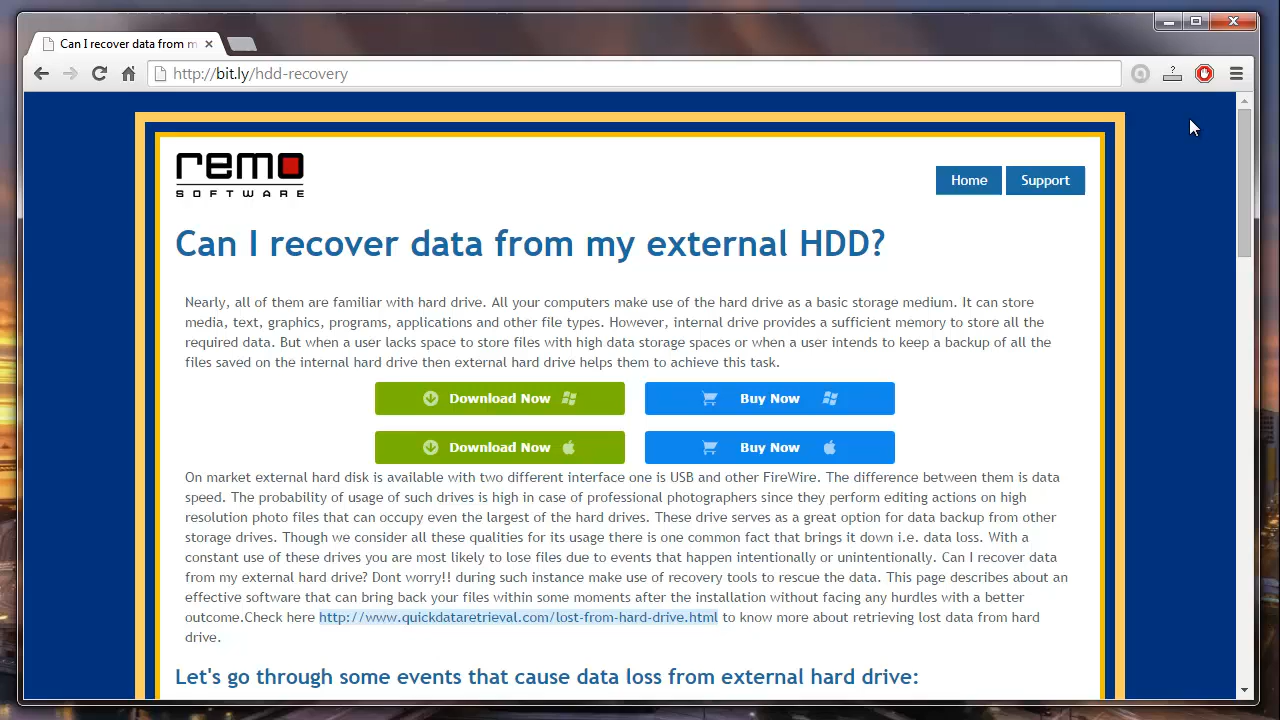 Can I recover data from m
http://bit.ly/hdd-recovery
?
remo
SOFTWARE
Home
Support
Can I recover data from my external HDD?
Nearly, all of them are familiar with hard drive. All your computers make use of the hard drive as a basic storage medium. It can store
media, text, graphics, programs, applications and other file types. However, internal drive provides a sufficient memory to store all the
required data. But when a user lacks space to store files with high data storage spaces or when a user intends to keep a backup of all the
files saved on the internal hard drive then external hard drive helps them to achieve this task.
Download Now
Buy Now
Download Now
Buy Now
On market external hard disk is available with two different interface one is USB and other FireWire. The difference between them is data
speed. The probability of usage of such drives is high in case of professional photographers since they perform editing actions on high
resolution photo files that can occupy even the largest of the hard drives. These drive serves as a great option for data backup from other
storage drives. Though we consider all these qualities for its usage there is one common fact that brings it down i.e. data loss. With a
constant use of these drives you are most likely to lose files due to events that happen intentionally or unintentionally. Can I recover data
from my external hard drive? Dont worry!! during such instance make use of recovery tools to rescue the data. This page describes about an
effective software that can bring back your files within some moments after the installation without facing any hurdles with a better
outcome.Check here http://www.quickdataretrieval.com/lost-from-hard-drive.html to know more about retrieving lost data from hard
drive.
Let's go through some events that cause data loss from external hard drive: